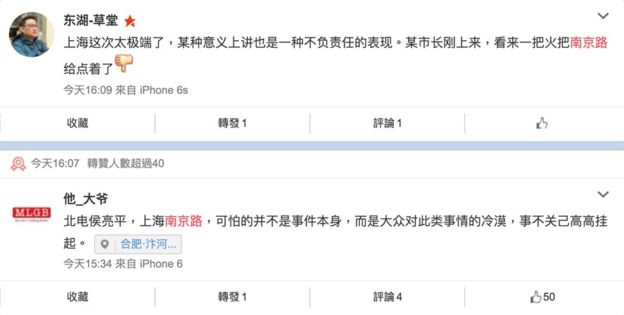 东湖-草堂
上海这次太极端了，某种意义上讲也是一种不负责任的表现。某市长刚上来，看来一把火把南京路
给点着了
今天16:09 來自 iPhone 6s
收藏
轉發 1
評論 1
今天16:07 轉贊人數超過40
他_大爷
MLGB
北电侯亮平，上海南京路，可怕的并不是事件本身，而是大众对此类事情的冷漠，事不关己高高挂
起。 合肥·汴河...
今天15:34 來自 iPhone 6
收藏
轉發 1
評論 4
50